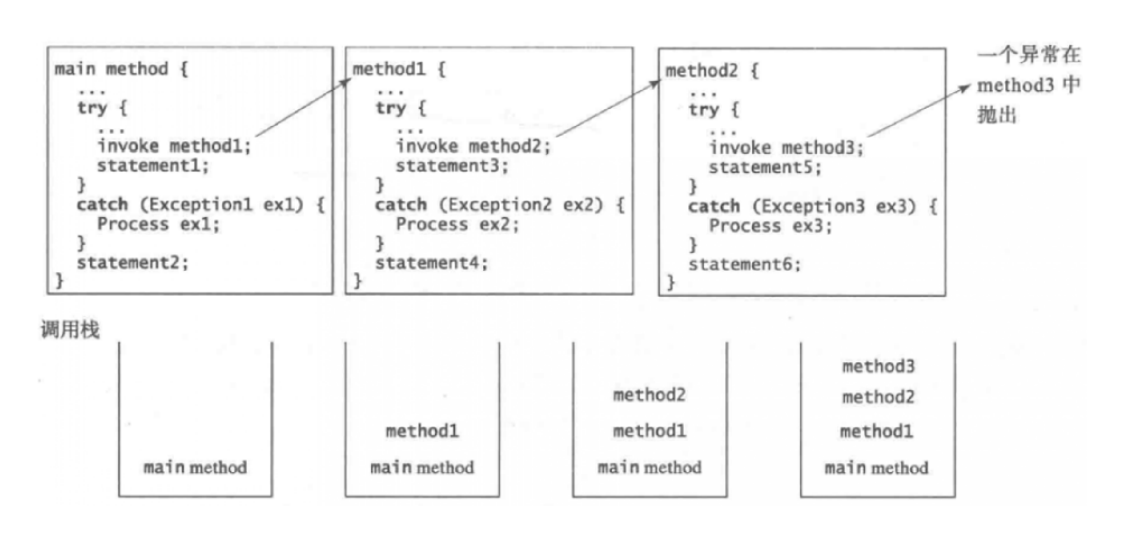 main method {
...
try {
...
invoke method1;
statement1;
}
catch (Exception1 ex1) {
Process ex1;
}
statement2;
}
method1 {
...
try {
...
invoke method2;
statement3;
}
catch (Exception2 ex2) {
Process ex2;
}
statement4;
}
method2 {
...
try {
...
invoke method3;
statement5;
}
catch (Exception3 ex3) {
Process ex3;
}
statement6;
}
一个异常在
method3 中
抛出
调用栈
main method
method1
main method
method2
method1
main method
method3
method2
method1
main method